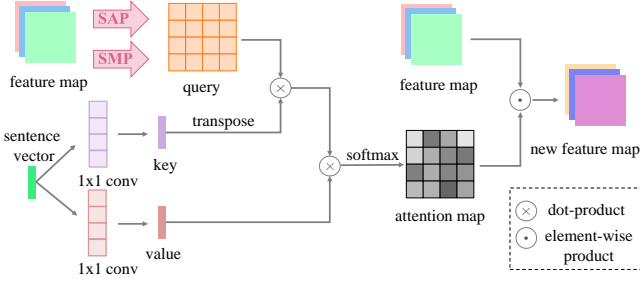 SAP
SMP
feature map
query
feature map
sentence
vector
transpose
key
1x1 conv
softmax
attention map
new feature map
value
1x1 conv
dot-product
element-wise
product